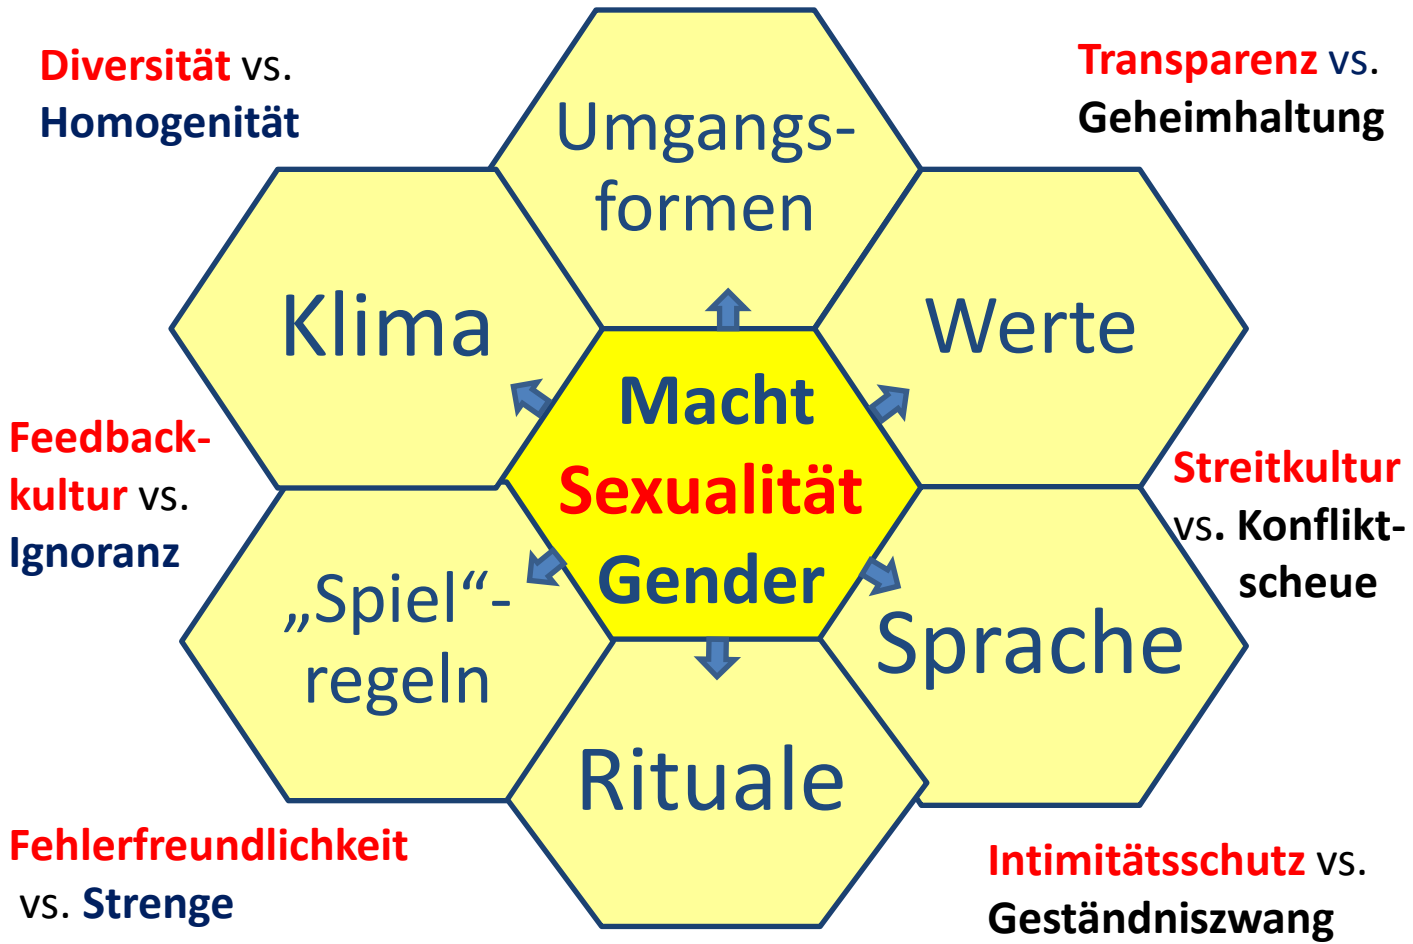 Diversität vs.
Homogenität
Transparenz vs.
Geheimhaltung
Umgangs-
formen
Klima
Werte
Macht
Sexualität
Gender
Feedback-
kultur vs.
Ignoranz
Streitkultur
vs. Konflikt-
scheue
„Spiel“-
regeln
Sprache
Rituale
Fehlerfreundlichkeit
vs. Strenge
Intimitätsschutz vs.
Geständniszwang